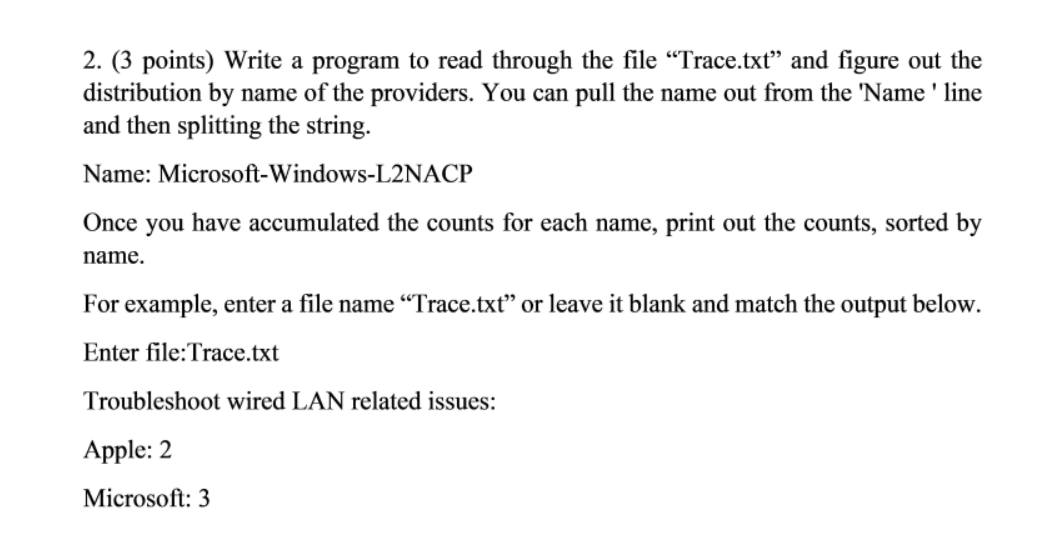 2. (3 points) Write a program to read through the file “Trace.txt” and figure out the
distribution by name of the providers. You can pull the name out from the 'Name ' line
and then splitting the string.
Name: Microsoft-Windows-L2NACP
Once you have accumulated the counts for each name, print out the counts, sorted by
name.
For example, enter a file name “Trace.txt” or leave it blank and match the output below.
Enter file:Trace.txt
Troubleshoot wired LAN related issues:
Apple: 2
Microsoft: 3